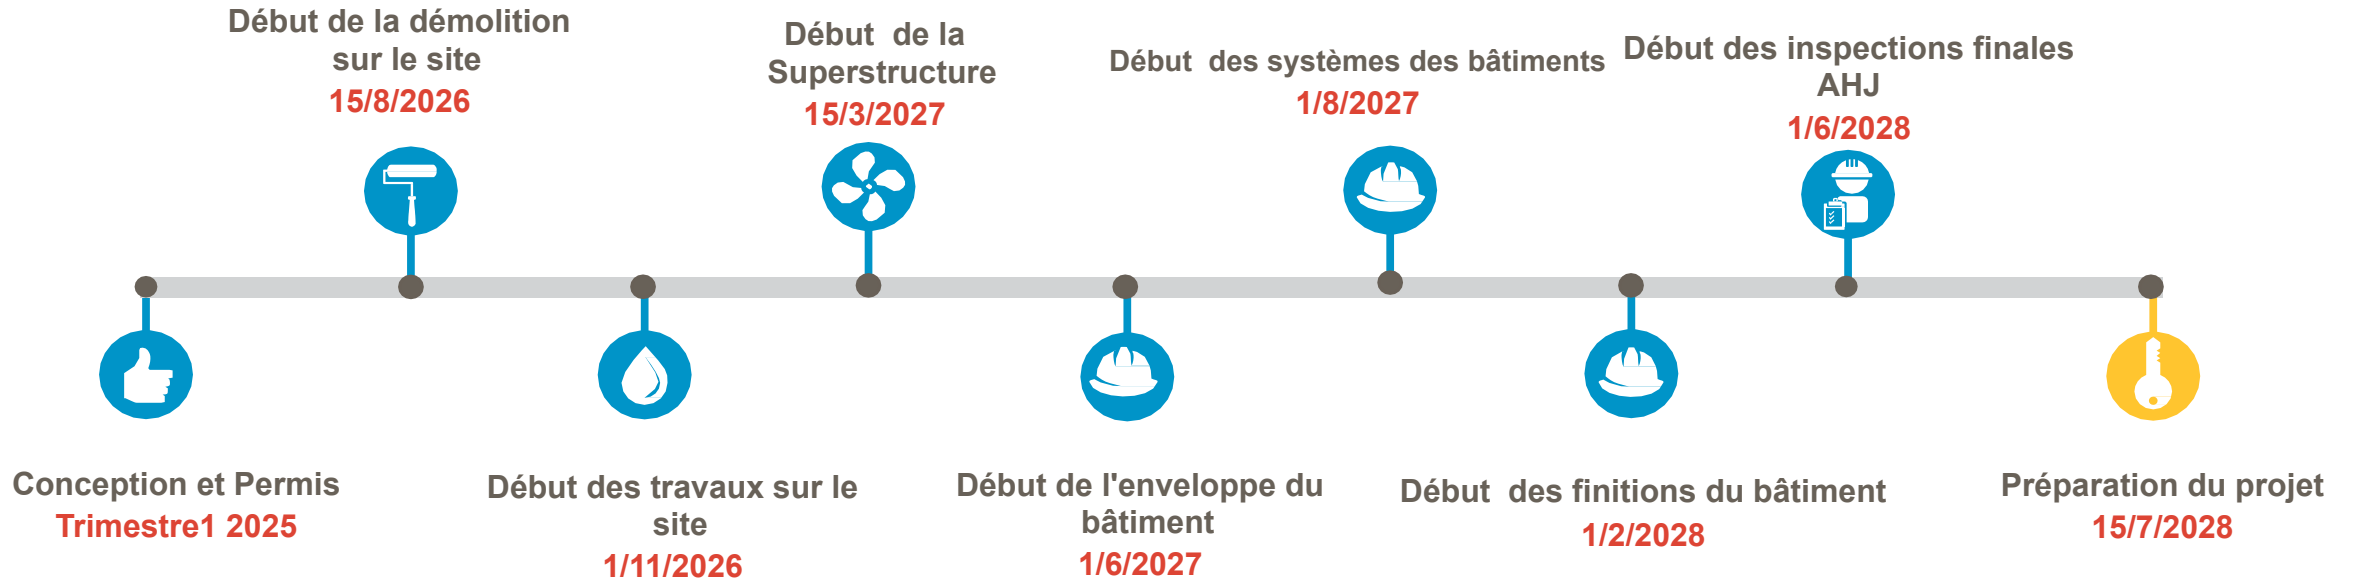 Début de la démolition
sur le site
15/8/2026
Début de la
Superstructure
15/3/2027
Début des systèmes des bâtiments
1/8/2027
Début des inspections finales
AHJ
1/6/2028
Conception et Permis
Trimestre1 2025
Début des travaux sur le
site
1/11/2026
Début de l'enveloppe du
bâtiment
1/6/2027
Début des finitions du bâtiment
1/2/2028
Préparation du projet
15/7/2028